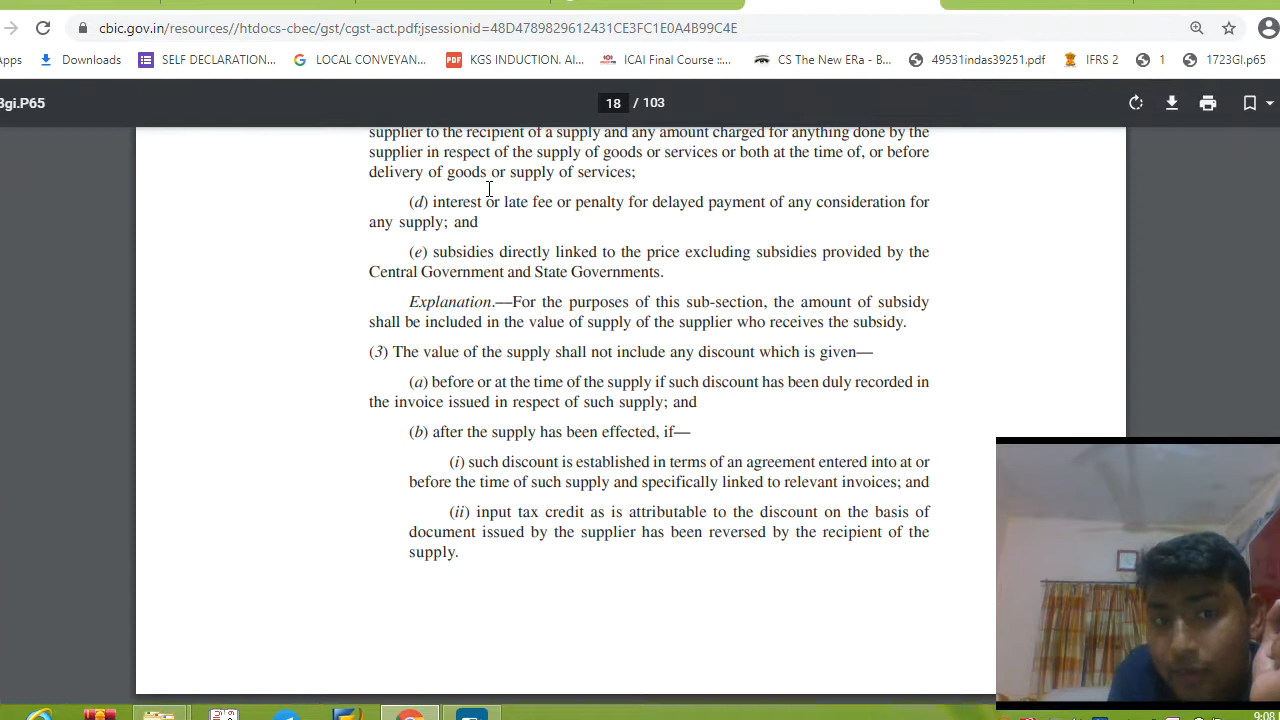 cbic.gov.in/resources//htdocs-cbec/gst/cgst-act.pdf;jsessionid=48D4789829612431CE3FC1E0A4B99C4E
Apps Downloads SELF DECLARATION... LOCAL CONVEYAN... PDF KGS INDUCTION. AI... ICAI Final Course ::... CS The New ERa - B... 49531indas39251.pdf IFRS 2 1 1723GI.p65
3gi.P65 18 / 103
supplier to the recipient of a supply and any amount charged for anything done by the
supplier in respect of the supply of goods or services or both at the time of, or before
delivery of goods or supply of services;
(d) interest or late fee or penalty for delayed payment of any consideration for
any supply; and
(e) subsidies directly linked to the price excluding subsidies provided by the
Central Government and State Governments.
Explanation.––For the purposes of this sub-section, the amount of subsidy
shall be included in the value of supply of the supplier who receives the subsidy.
(3) The value of the supply shall not include any discount which is given––
(a) before or at the time of the supply if such discount has been duly recorded in
the invoice issued in respect of such supply; and
(b) after the supply has been effected, if––
(i) such discount is established in terms of an agreement entered into at or
before the time of such supply and specifically linked to relevant invoices; and
(ii) input tax credit as is attributable to the discount on the basis of
document issued by the supplier has been reversed by the recipient of the
supply.
9:08